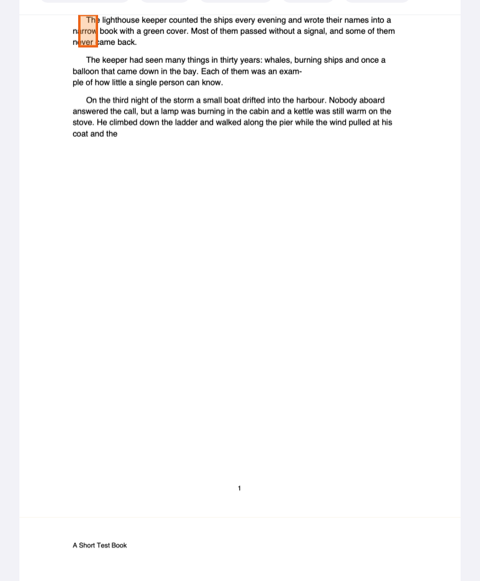 The lighthouse keeper counted the ships every evening and wrote their names into a
narrow book with a green cover. Most of them passed without a signal, and some of them
never came back.
The keeper had seen many things in thirty years: whales, burning ships and once a
balloon that came down in the bay. Each of them was an exam-
ple of how little a single person can know.
On the third night of the storm a small boat drifted into the harbour. Nobody aboard
answered the call, but a lamp was burning in the cabin and a kettle was still warm on the
stove. He climbed down the ladder and walked along the pier while the wind pulled at his
coat and the
1
A Short Test Book